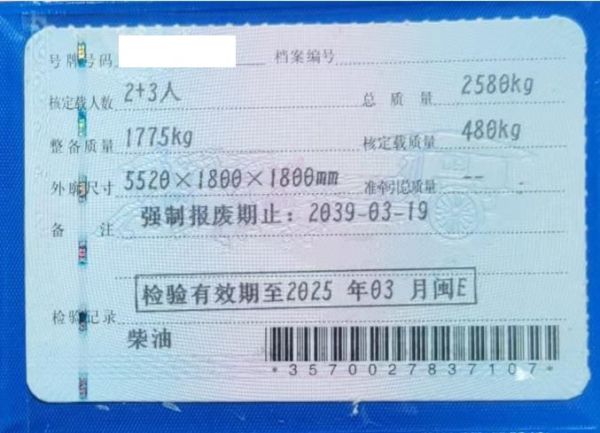 号牌号码 档案编号
核定载人数 2+3人 总质量 2580kg
整备质量 1775kg 核定载质量 480kg
外廓尺寸 5520×1800×1800mm 准牵引总质量 --
备注 强制报废期止：2039-03-19
检验有效期至2025 年03 月闽E
检验记录
柴油
*3570027837107*